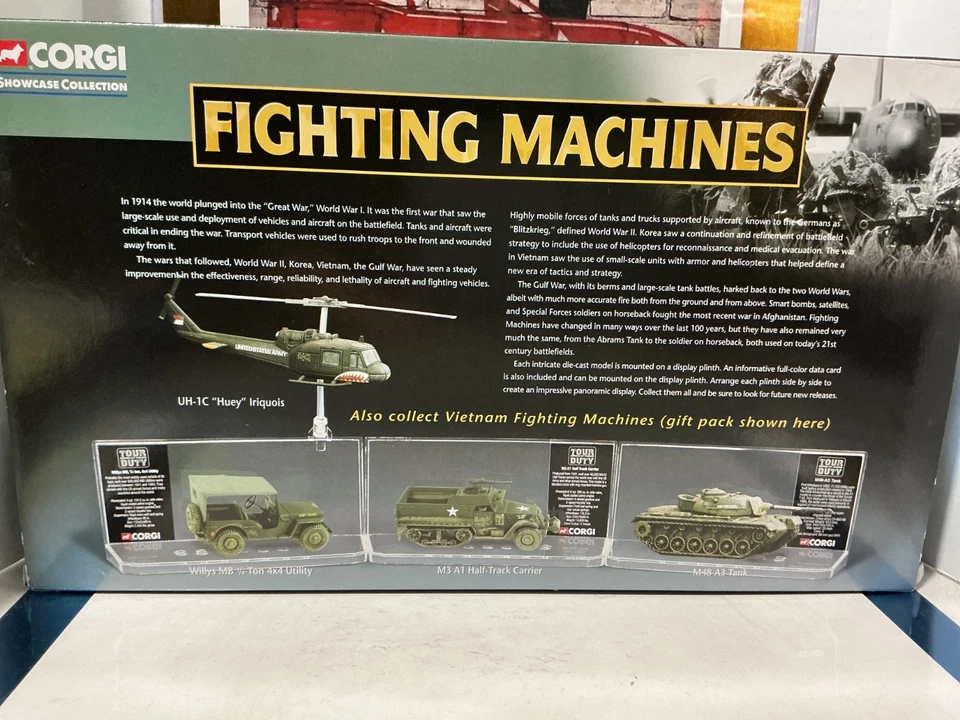 CORGI
SHOWCASE COLLECTION
FIGHTING MACHINES
In 1914 the world plunged into the "Great War," World War I. It was the first war that saw the
large-scale use and deployment of vehicles and aircraft on the battlefield. Tanks and aircraft were
critical in ending the war. Transport vehicles were used to rush troops to the front and wounded
away from it.
The wars that followed, World War II, Korea, Vietnam, the Gulf War, have seen a steady
improvement in the effectiveness, range, reliability, and lethality of aircraft and fighting vehicles.
Highly mobile forces of tanks and trucks supported by aircraft, known to the Germans as
"Blitzkrieg," defined World War II. Korea saw a continuation and refinement of battlefield
strategy to include the use of helicopters for reconnaissance and medical evacuation. The war
in Vietnam saw the use of small-scale units with armor and helicopters that helped define a
new era of tactics and strategy.
The Gulf War, with its berms and large-scale tank battles, harked back to the two World Wars,
albeit with much more accurate fire both from the ground and from above. Smart bombs, satellites,
and Special Forces soldiers on horseback fought the most recent war in Afghanistan. Fighting
Machines have changed in many ways over the last 100 years, but they have also remained very
much the same, from the Abrams Tank to the soldier on horseback, both used on today's 21st
century battlefields.
Each intricate die-cast model is mounted on a display plinth. An informative full-color data card
is also included and can be mounted on the display plinth. Arrange each plinth side by side to
create an impressive panoramic display. Collect them all and be sure to look for future new releases.
UNITED STATES ARMY
UH-1C "Huey" Iriquois
Also collect Vietnam Fighting Machines (gift pack shown here)
TOUR DUTY
Willys MB ¼-Ton 4x4 Utility
CORGI
TOUR DUTY
M3 A1 Half Track Carrier
CORGI
TOUR DUTY
M48-A3 Tank
CORGI
Willys MB ¼-Ton 4x4 Utility
M3 A1 Half-Track Carrier
M48 A3 Tank